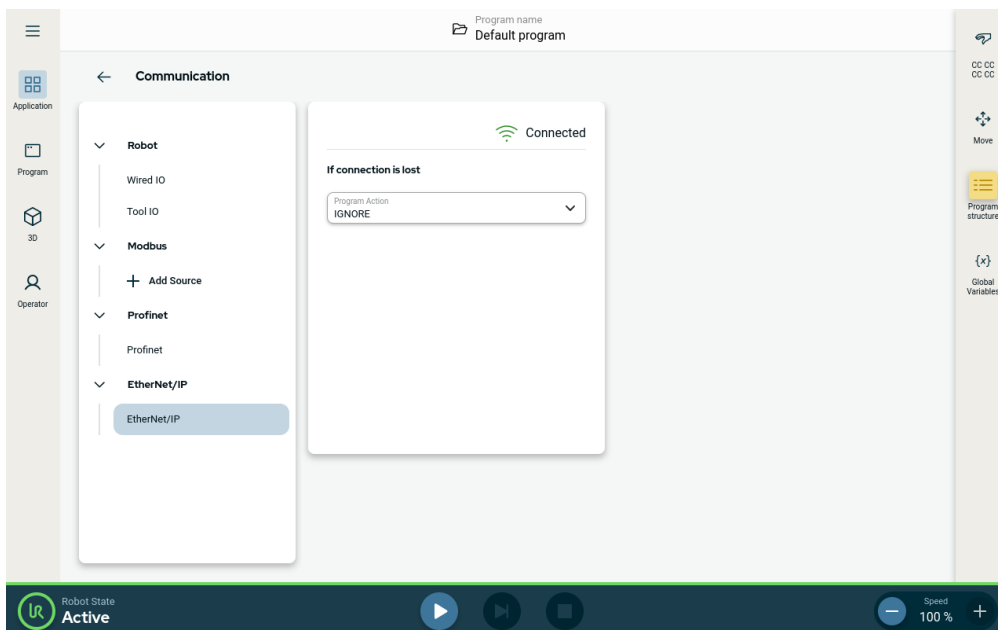 Program name
Default program
Communication
Application
Program
3D
Operator
Robot
Wired IO
Tool IO
Modbus
Add Source
Profinet
Profinet
EtherNet/IP
EtherNet/IP
Connected
If connection is lost
Program Action
IGNORE
CC CC
CC CC
Move
Program
structure
{x}
Global
Variables
UR
Robot State
Active
Speed
100 %